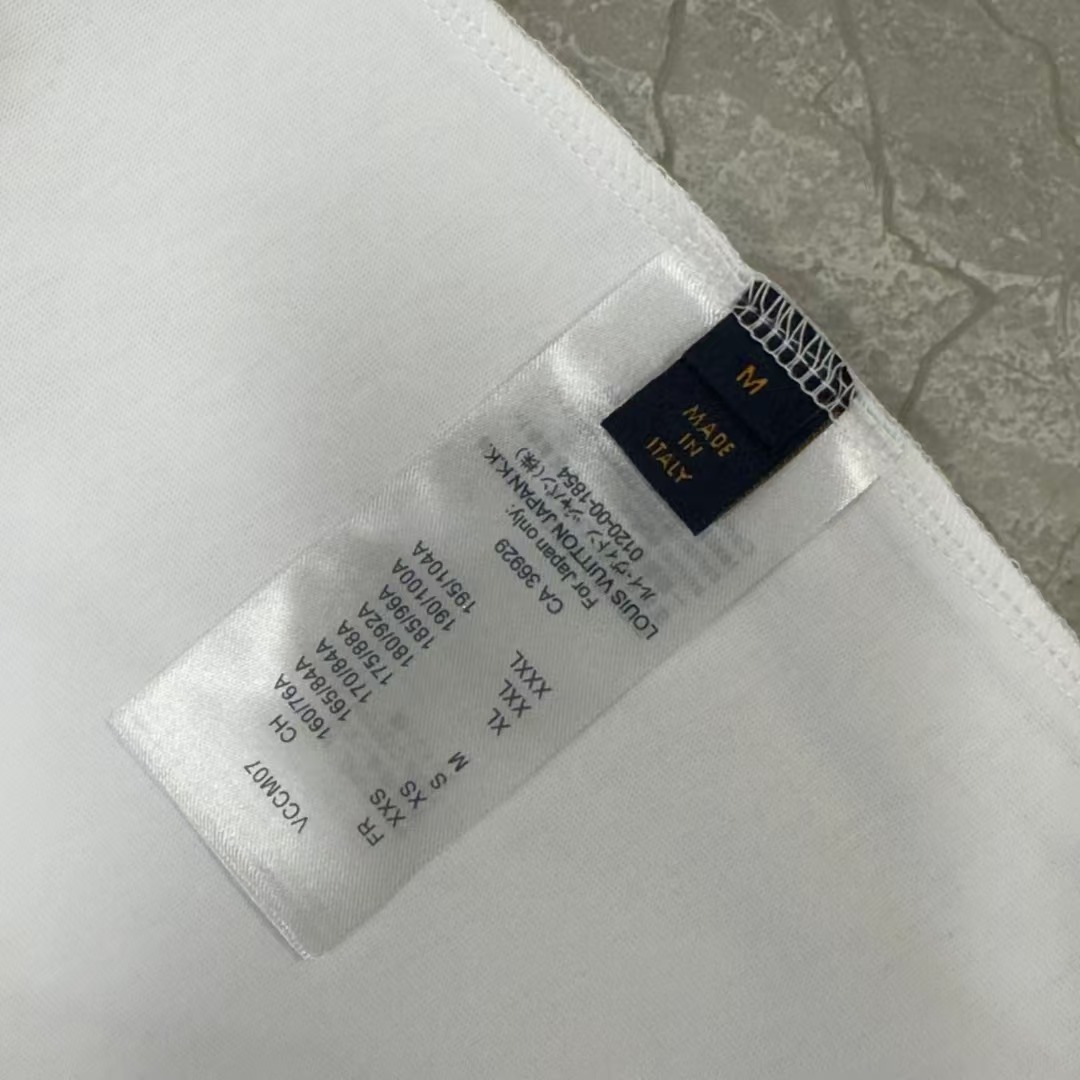 M
MADE
IN
ITALY
VCCM07
FR CH
XXS 160/76A
XS 165/84A
S 170/84A
M 175/88A
180/92A
XL 185/96A
XXL 190/100A
XXXL 195/104A
CA 36929
For Japan only:
LOUIS VUITTON JAPAN K.K.
ルイ・ヴィトン ジャパン(株)
0120-00-1854